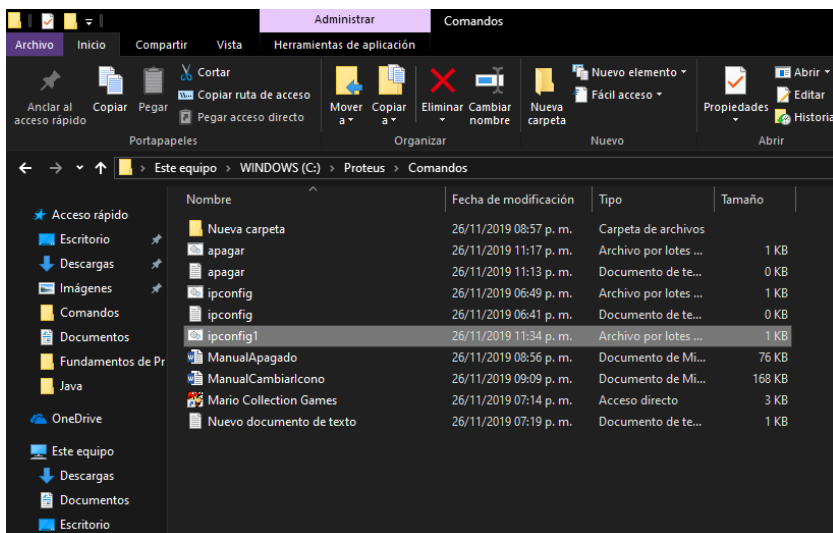 Administrar
Comandos
Archivo Inicio Compartir Vista Herramientas de aplicación
Anclar al acceso rápido
Copiar
Pegar
Cortar
Copiar ruta de acceso
Pegar acceso directo
Portapapeles
Mover a
Copiar a
Eliminar
Cambiar nombre
Organizar
Nueva carpeta
Nuevo elemento
Fácil acceso
Nuevo
Propiedades
Abrir
Editar
Historia
Abrir
Este equipo > WINDOWS (C:) > Proteus > Comandos
Acceso rápido
Escritorio
Descargas
Imágenes
Comandos
Documentos
Fundamentos de Pr
Java
OneDrive
Este equipo
Descargas
Documentos
Escritorio
Nombre Fecha de modificación Tipo Tamaño
Nueva carpeta 26/11/2019 08:57 p. m. Carpeta de archivos
apagar 26/11/2019 11:17 p. m. Archivo por lotes ... 1 KB
apagar 26/11/2019 11:13 p. m. Documento de te... 0 KB
ipconfig 26/11/2019 06:49 p. m. Archivo por lotes ... 1 KB
ipconfig 26/11/2019 06:41 p. m. Documento de te... 0 KB
ipconfig1 26/11/2019 11:34 p. m. Archivo por lotes ... 1 KB
ManualApagado 26/11/2019 08:56 p. m. Documento de Mi... 76 KB
ManualCambiarIcono 26/11/2019 09:09 p. m. Documento de Mi... 168 KB
Mario Collection Games 26/11/2019 07:14 p. m. Acceso directo 3 KB
Nuevo documento de texto 26/11/2019 07:19 p. m. Documento de te... 1 KB